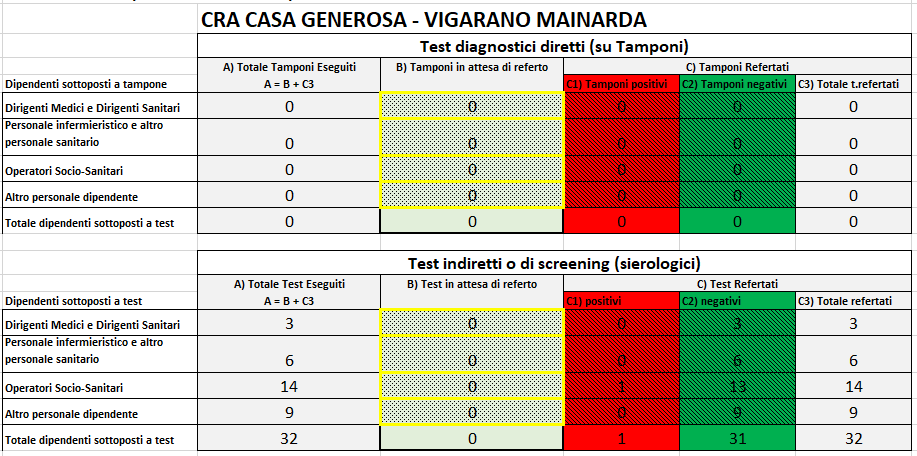 CRA CASA GENEROSA - VIGARANO MAINARDA
Test diagnostici diretti (su Tamponi)
A) Totale Tamponi Eseguiti B) Tamponi in attesa di referto C) Tamponi Refertati
Dipendenti sottoposti a tampone A = B + C3 C1) Tamponi positivi C2) Tamponi negativi C3) Totale t.refertati
Dirigenti Medici e Dirigenti Sanitari 0 0 0 0 0
Personale infermieristico e altro
personale sanitario 0 0 0 0 0
Operatori Socio-Sanitari 0 0 0 0 0
Altro personale dipendente 0 0 0 0 0
Totale dipendenti sottoposti a test 0 0 0 0 0
Test indiretti o di screening (sierologici)
A) Totale Test Eseguiti B) Test in attesa di referto C) Test Refertati
Dipendenti sottoposti a test A = B + C3 C1) positivi C2) negativi C3) Totale refertati
Dirigenti Medici e Dirigenti Sanitari 3 0 0 3 3
Personale infermieristico e altro
personale sanitario 6 0 0 6 6
Operatori Socio-Sanitari 14 0 1 13 14
Altro personale dipendente 9 0 0 9 9
Totale dipendenti sottoposti a test 32 0 1 31 32